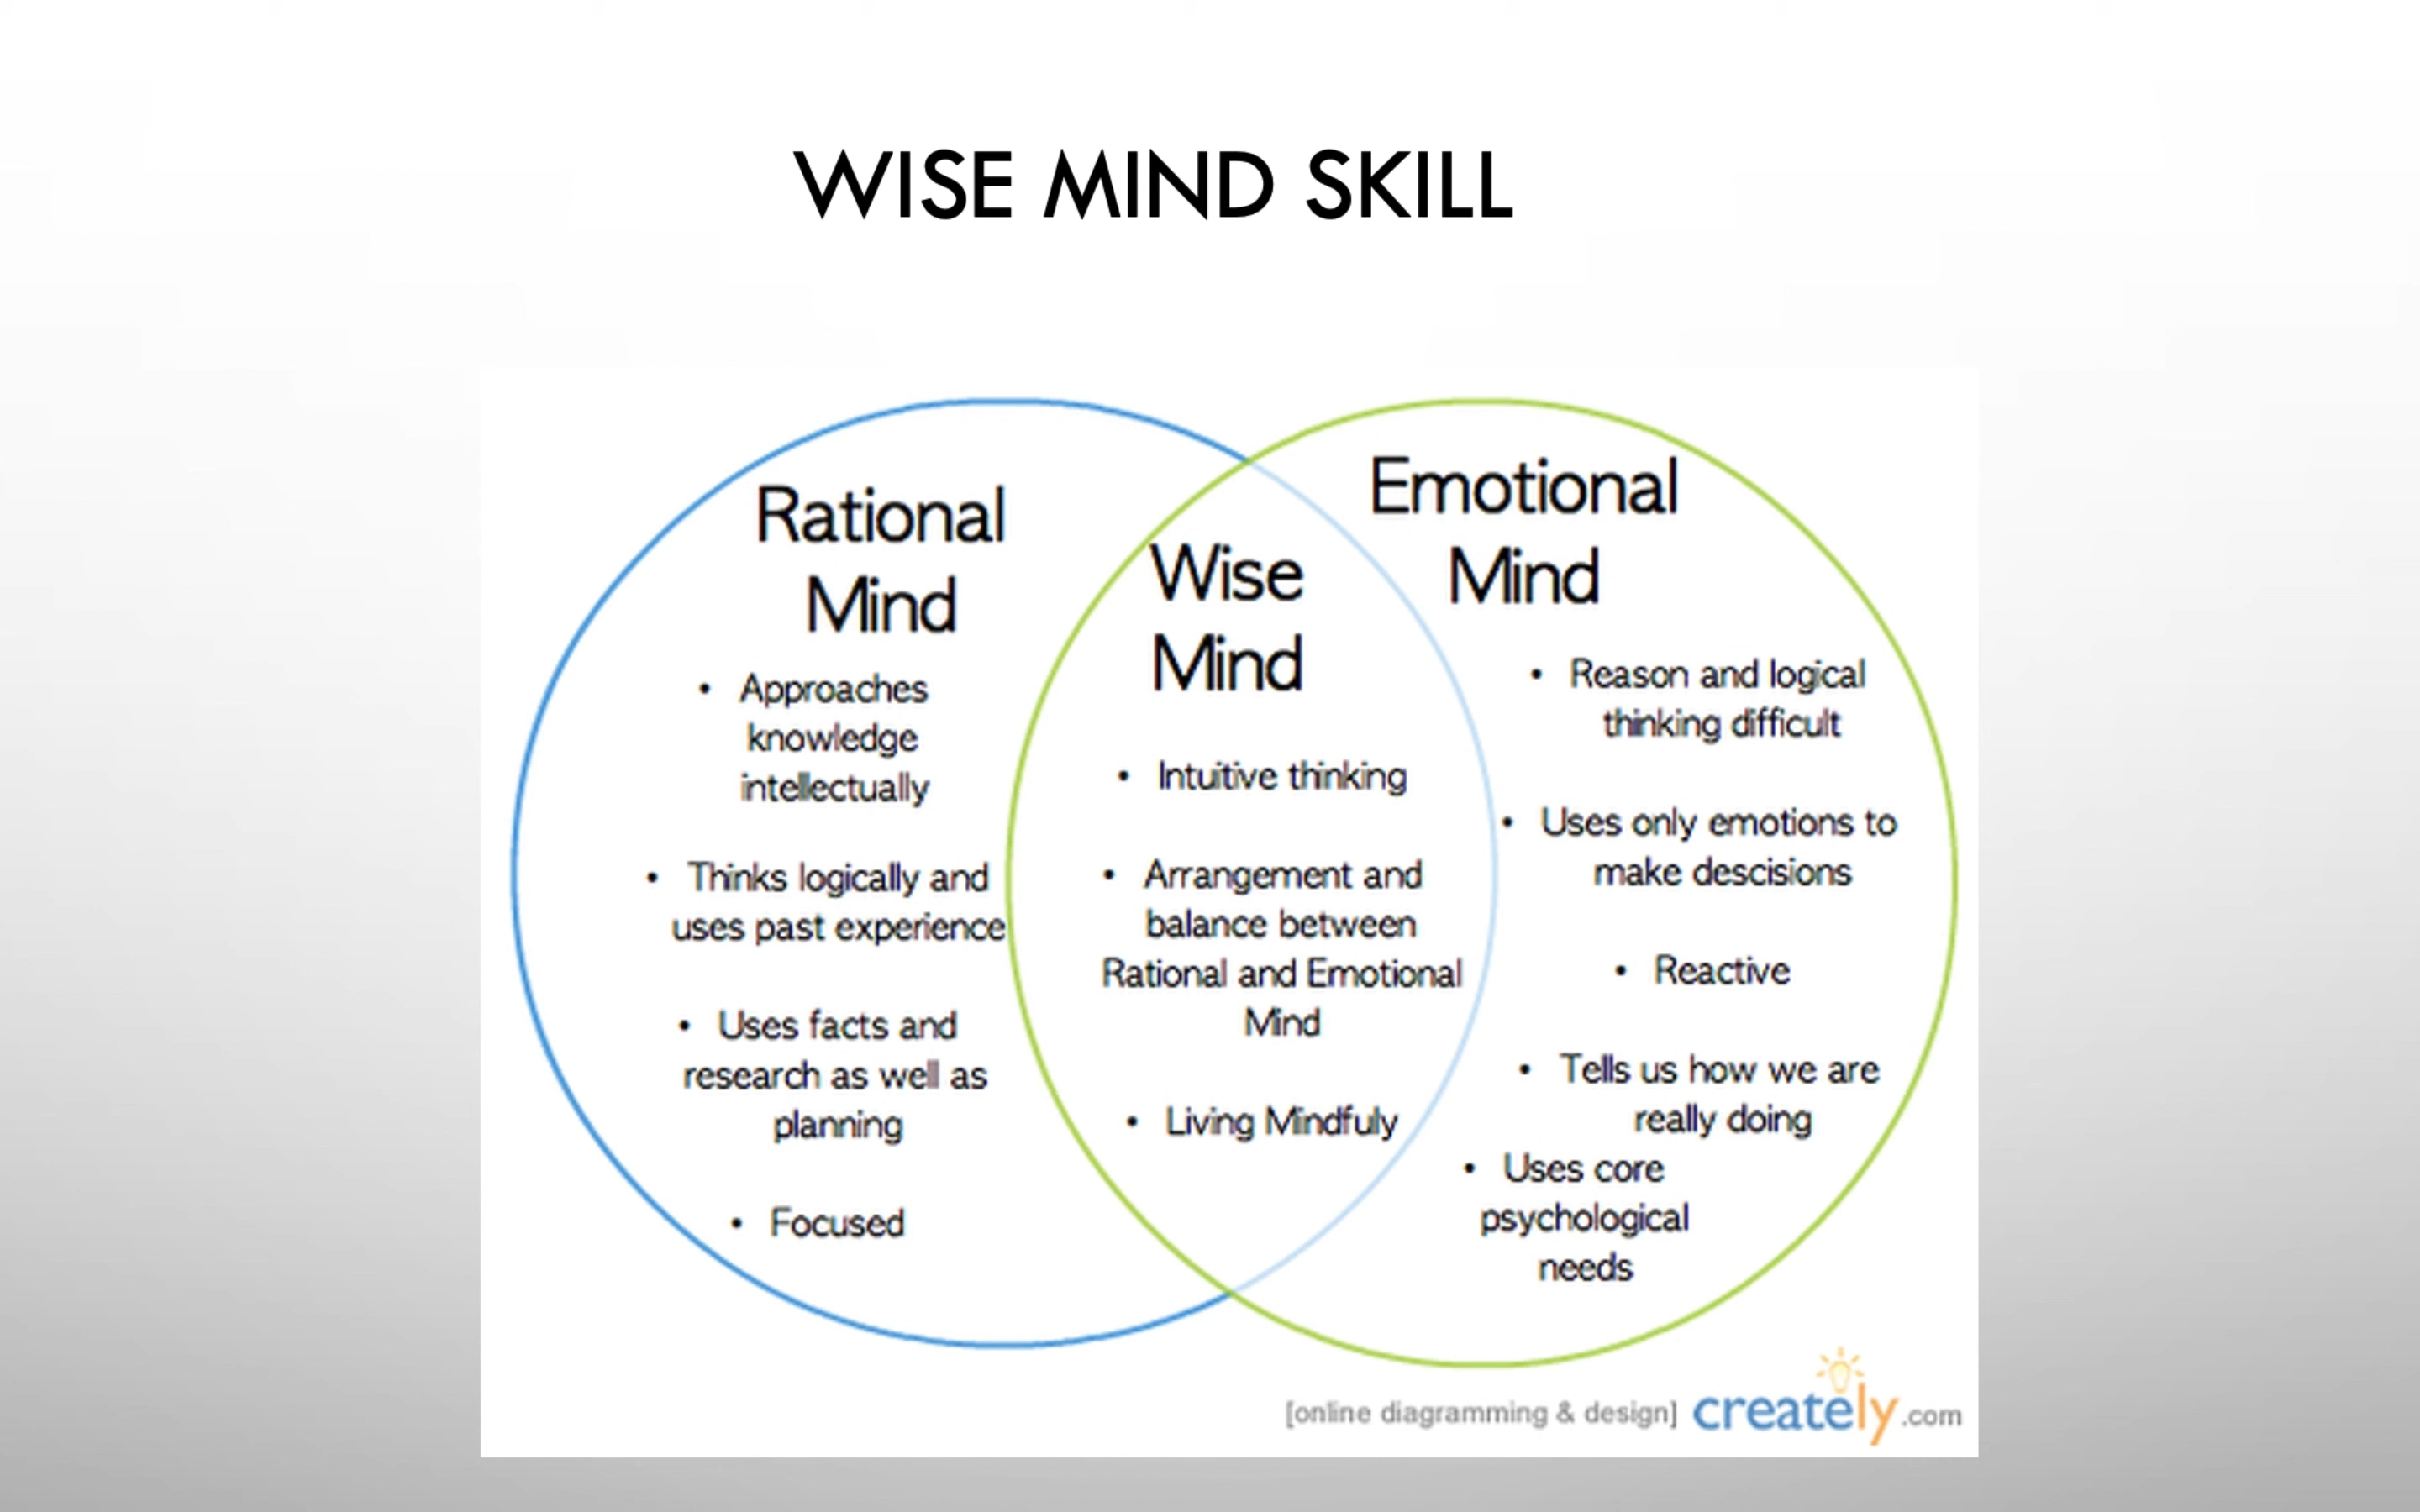 WISE MIND SKILL
Rational
Mind
• Approaches
knowledge
intellectually
• Thinks logically and
uses past experience
• Uses facts and
research as well as
planning
• Focused
Wise
Mind
• Intuitive thinking
• Arrangement and
balance between
Rational and Emotional
Mind
• Living Mindfuly
Emotional
Mind
• Reason and logical
thinking difficult
• Uses only emotions to
make descisions
• Reactive
• Tells us how we are
really doing
• Uses core
psychological
needs
[online diagramming & design] creately.com